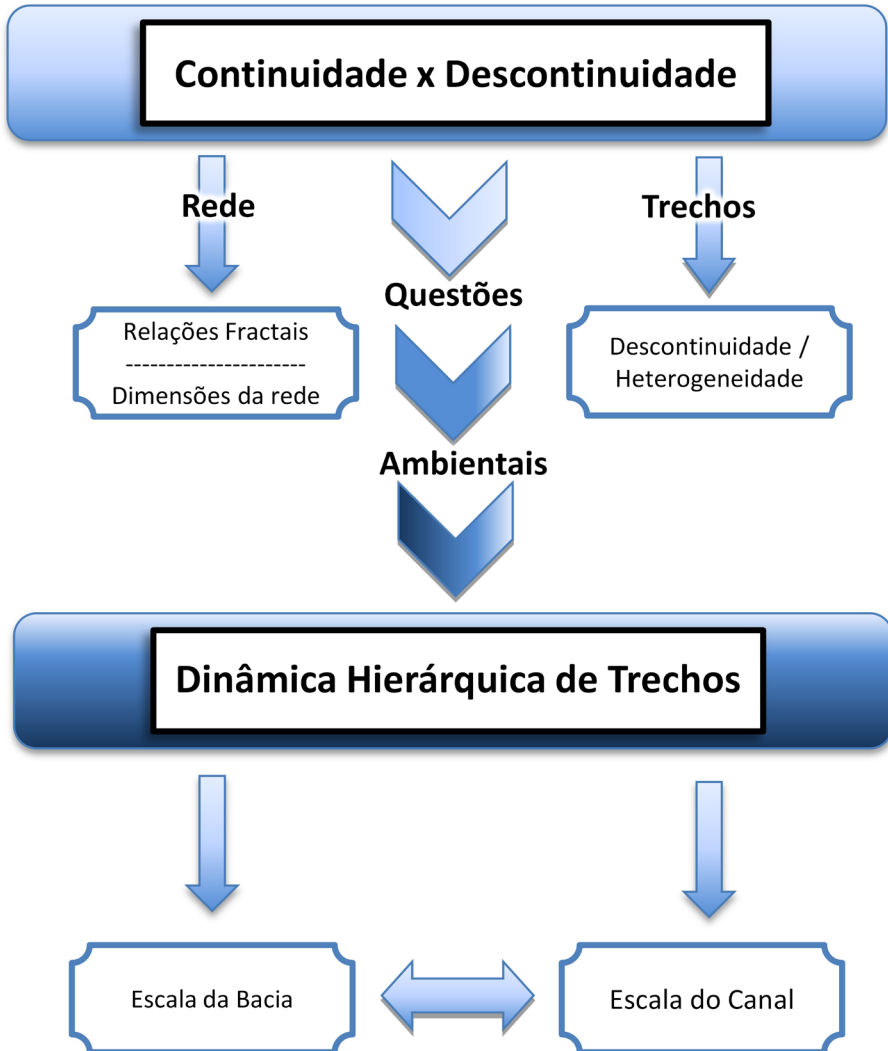 Continuidade x Descontinuidade
Rede
Trechos
Questões
Relações Fractais
----------------------
Dimensões da rede
Descontinuidade /
Heterogeneidade
Ambientais
Dinâmica Hierárquica de Trechos
Escala da Bacia
Escala do Canal